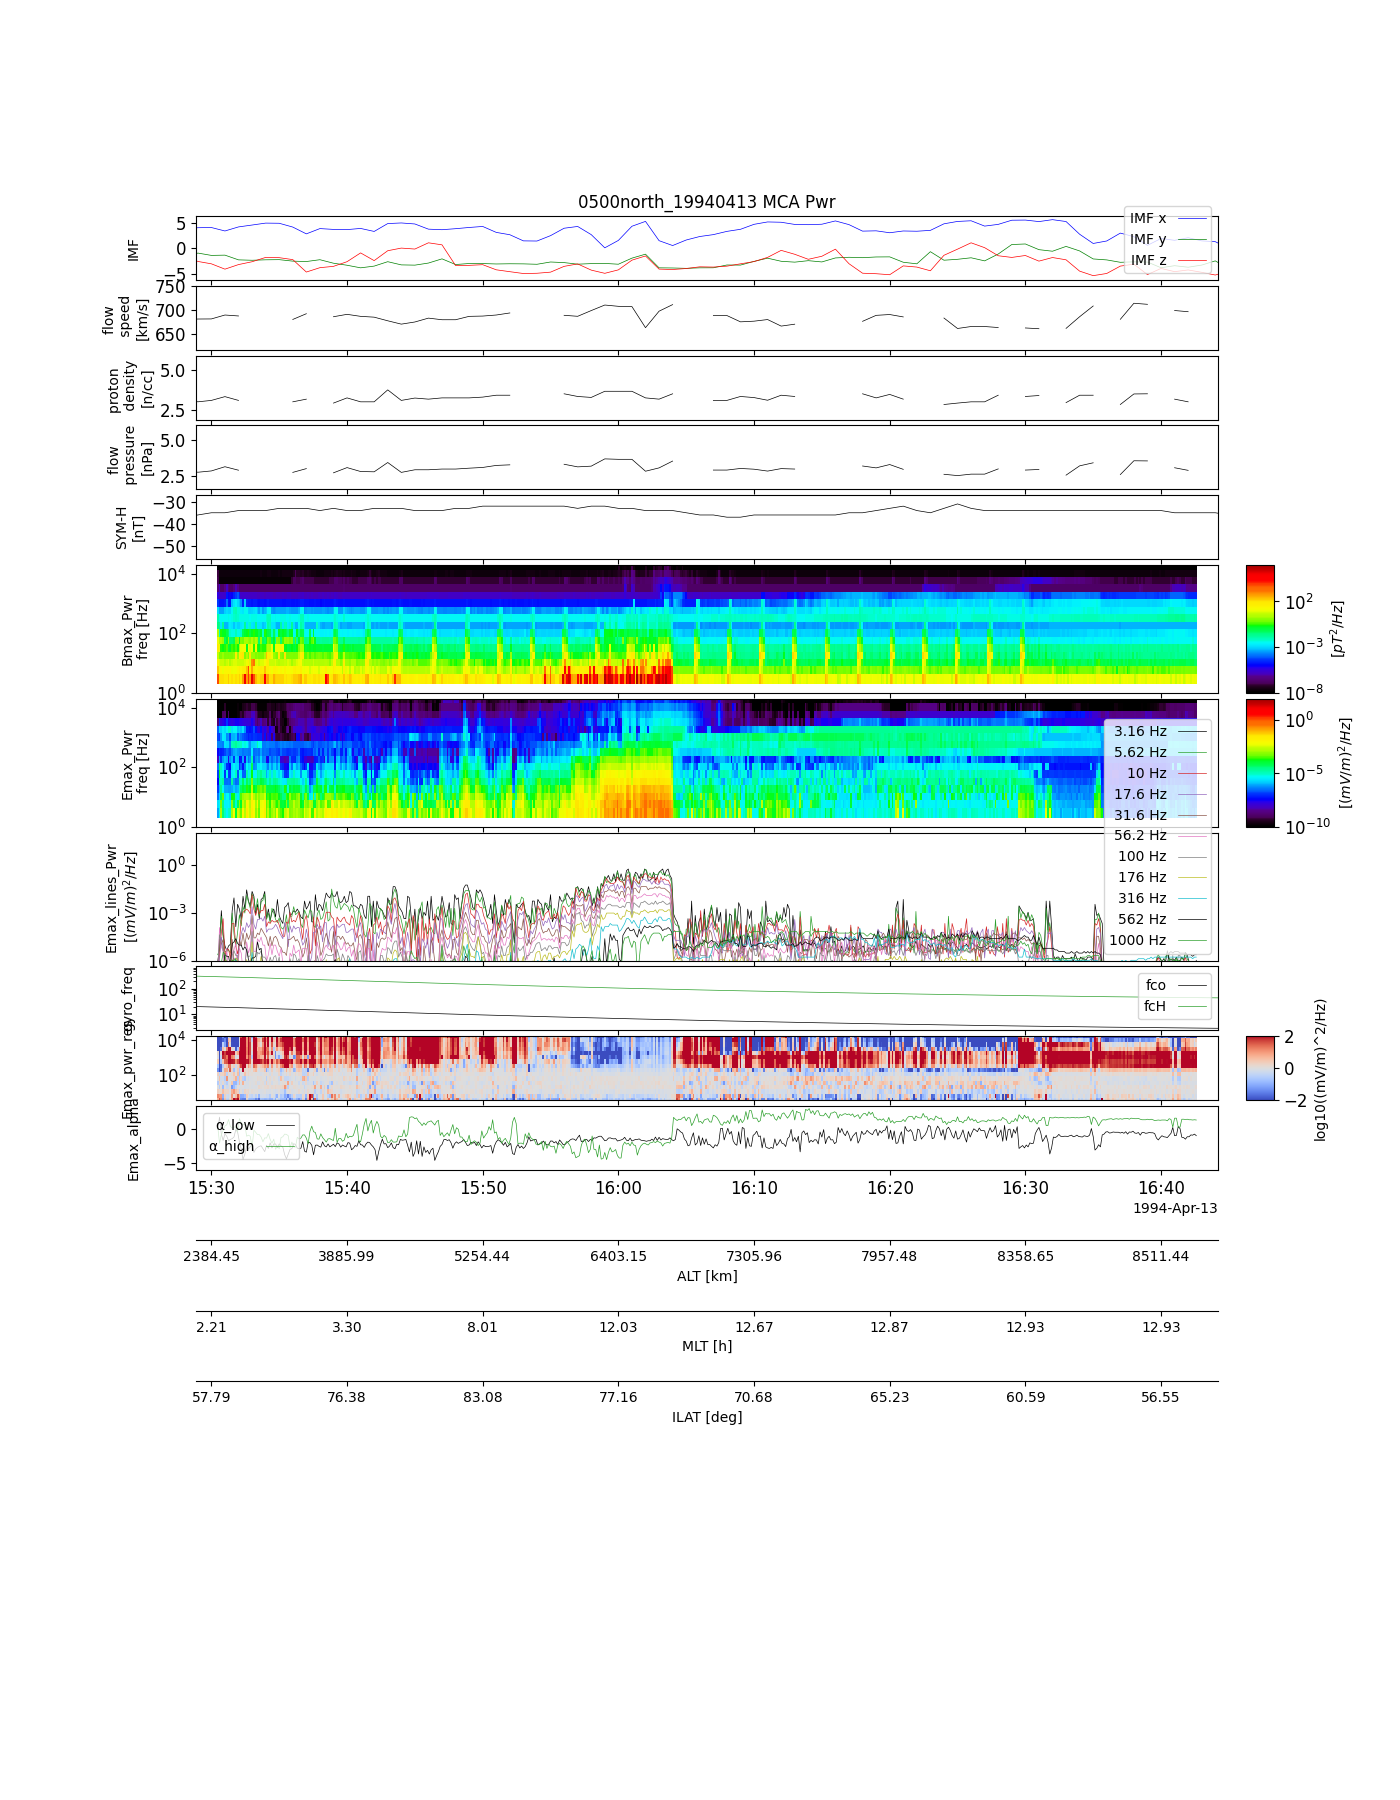 0500north_19940413 MCA Pwr
IMF
5
0
−5
IMF x
IMF y
IMF z
flow
speed
[km/s]
750
700
650
proton
density
[n/cc]
5.0
2.5
flow
pressure
[nPa]
5.0
2.5
SYM-H
[nT]
−30
−40
−50
Bmax_Pwr
freq [Hz]
10^4
10^2
10^0
10^2
10^−3
10^−8
[pT^2/Hz]
Emax_Pwr
freq [Hz]
10^4
10^2
10^0
10^0
10^−5
10^−10
[(mV/m)^2/Hz]
3.16 Hz
5.62 Hz
10 Hz
17.6 Hz
31.6 Hz
56.2 Hz
100 Hz
176 Hz
316 Hz
562 Hz
1000 Hz
Emax_lines_Pwr
[(mV/m)^2/Hz]
10^0
10^−3
10^−6
gyro_freq
10^2
10^1
fco
fcH
Emax_pwr_res
10^4
10^2
2
0
−2
log10((mV/m)^2/Hz)
Emax_alpha
0
−5
α_low
α_high
15:30 15:40 15:50 16:00 16:10 16:20 16:30 16:40
1994-Apr-13
2384.45 3885.99 5254.44 6403.15 7305.96 7957.48 8358.65 8511.44
ALT [km]
2.21 3.30 8.01 12.03 12.67 12.87 12.93 12.93
MLT [h]
57.79 76.38 83.08 77.16 70.68 65.23 60.59 56.55
ILAT [deg]